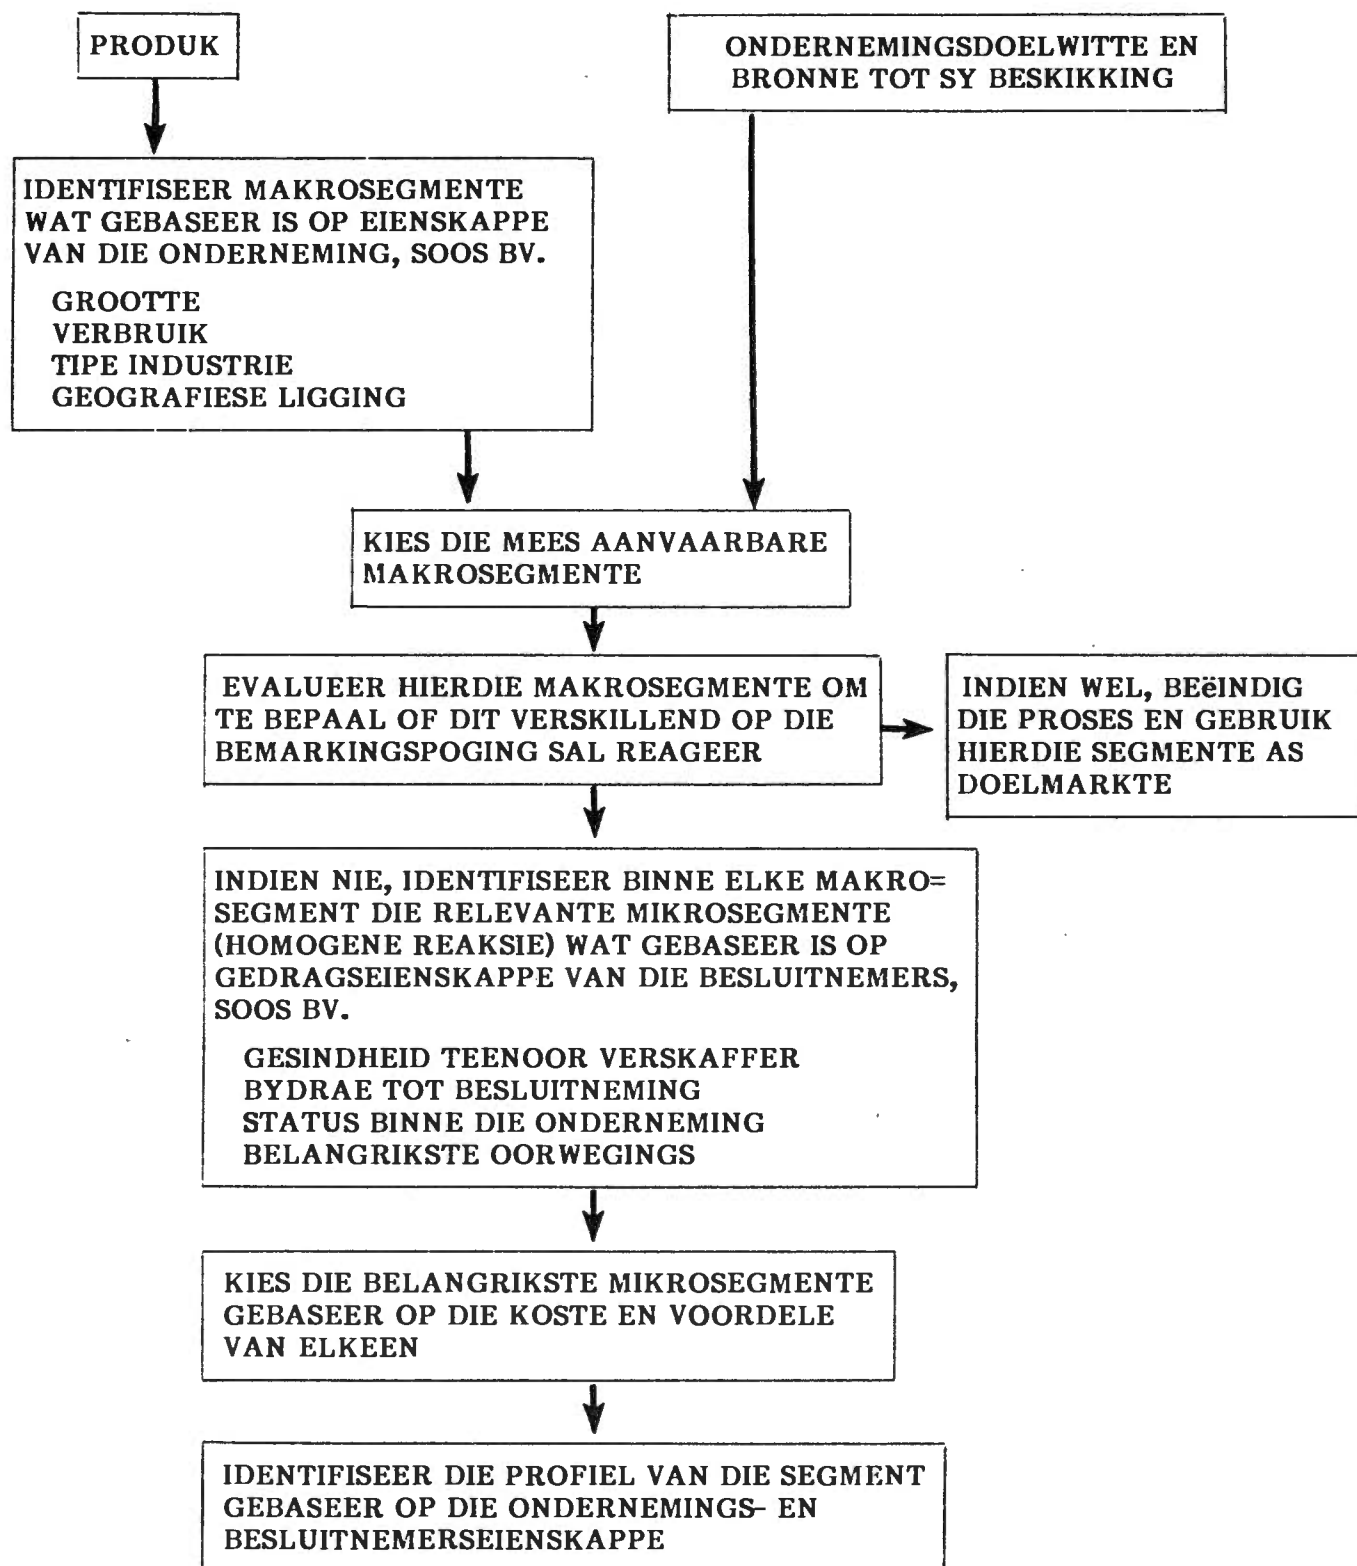 PRODUK
ONDERNEMINGSDOELWITTE EN
BRONNE TOT SY BESKIKKING
IDENTIFISEER MAKROSEGMENTE
WAT GEBASEER IS OP EIENSKAPPE
VAN DIE ONDERNEMING, SOOS BV.
GROOTTE
VERBRUIK
TIPE INDUSTRIE
GEOGRAFIESE LIGGING
KIES DIE MEES AANVAARBARE
MAKROSEGMENTE
EVALUEER HIERDIE MAKROSEGMENTE OM
TE BEPAAL OF DIT VERSKILLEND OP DIE
BEMARKINGSPOGING SAL REAGEER
INDIEN WEL, BEëINDIG
DIE PROSES EN GEBRUIK
HIERDIE SEGMENTE AS
DOELMARKTE
INDIEN NIE, IDENTIFISEER BINNE ELKE MAKRO=
SEGMENT DIE RELEVANTE MIKROSEGMENTE
(HOMOGENE REAKSIE) WAT GEBASEER IS OP
GEDRAGSEIENSKAPPE VAN DIE BESLUITNEMERS,
SOOS BV.
GESINDHEID TEENOOR VERSKAFFER
BYDRAE TOT BESLUITNEMING
STATUS BINNE DIE ONDERNEMING
BELANGRIKSTE OORWEGINGS
KIES DIE BELANGRIKSTE MIKROSEGMENTE
GEBASEER OP DIE KOSTE EN VOORDELE
VAN ELKEEN
IDENTIFISEER DIE PROFIEL VAN DIE SEGMENT
GEBASEER OP DIE ONDERNEMINGS- EN
BESLUITNEMERSEIENSKAPPE